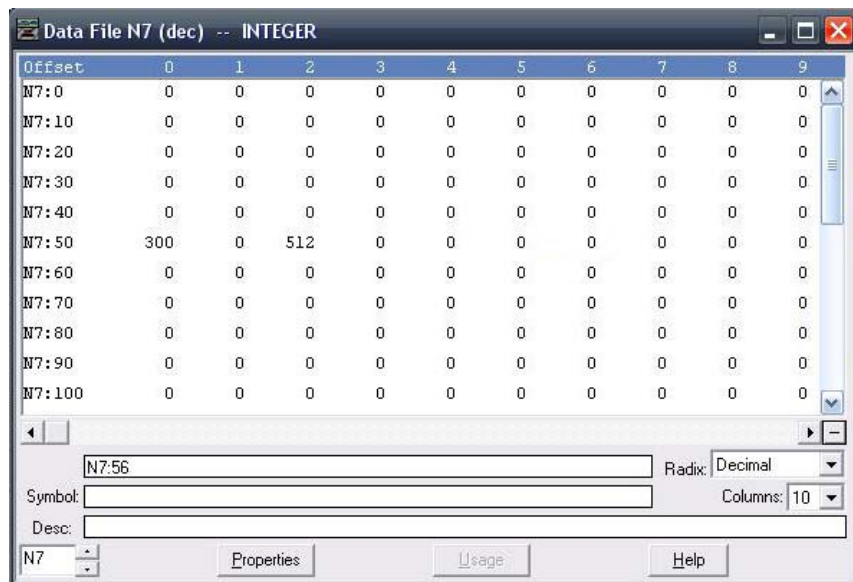 Data File N7 (dec) -- INTEGER
Offset 0 1 2 3 4 5 6 7 8 9
N7:0 0 0 0 0 0 0 0 0 0 0
N7:10 0 0 0 0 0 0 0 0 0 0
N7:20 0 0 0 0 0 0 0 0 0 0
N7:30 0 0 0 0 0 0 0 0 0 0
N7:40 0 0 0 0 0 0 0 0 0 0
N7:50 300 0 512 0 0 0 0 0 0 0
N7:60 0 0 0 0 0 0 0 0 0 0
N7:70 0 0 0 0 0 0 0 0 0 0
N7:80 0 0 0 0 0 0 0 0 0 0
N7:90 0 0 0 0 0 0 0 0 0 0
N7:100 0 0 0 0 0 0 0 0 0 0
N7:56 Radix: Decimal
Symbol: Columns: 10
Desc:
N7 Properties Usage Help